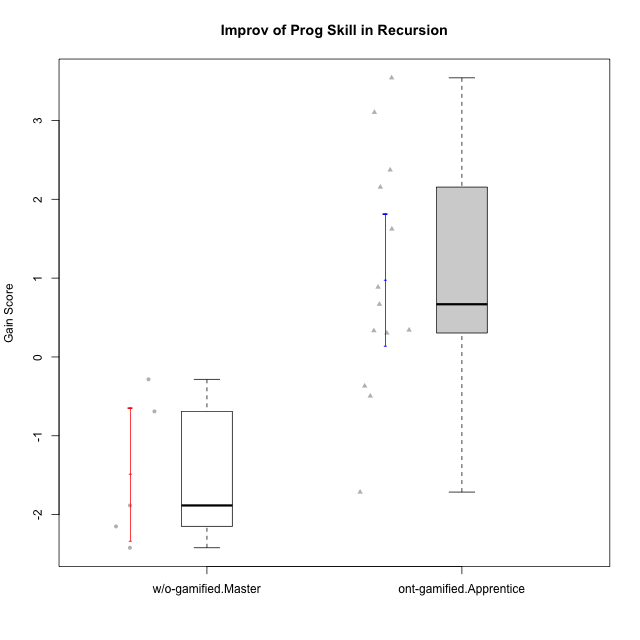 Improv of Prog Skill in Recursion
Gain Score
3
2
1
0
-1
-2
w/o-gamified.Master
ont-gamified.Apprentice